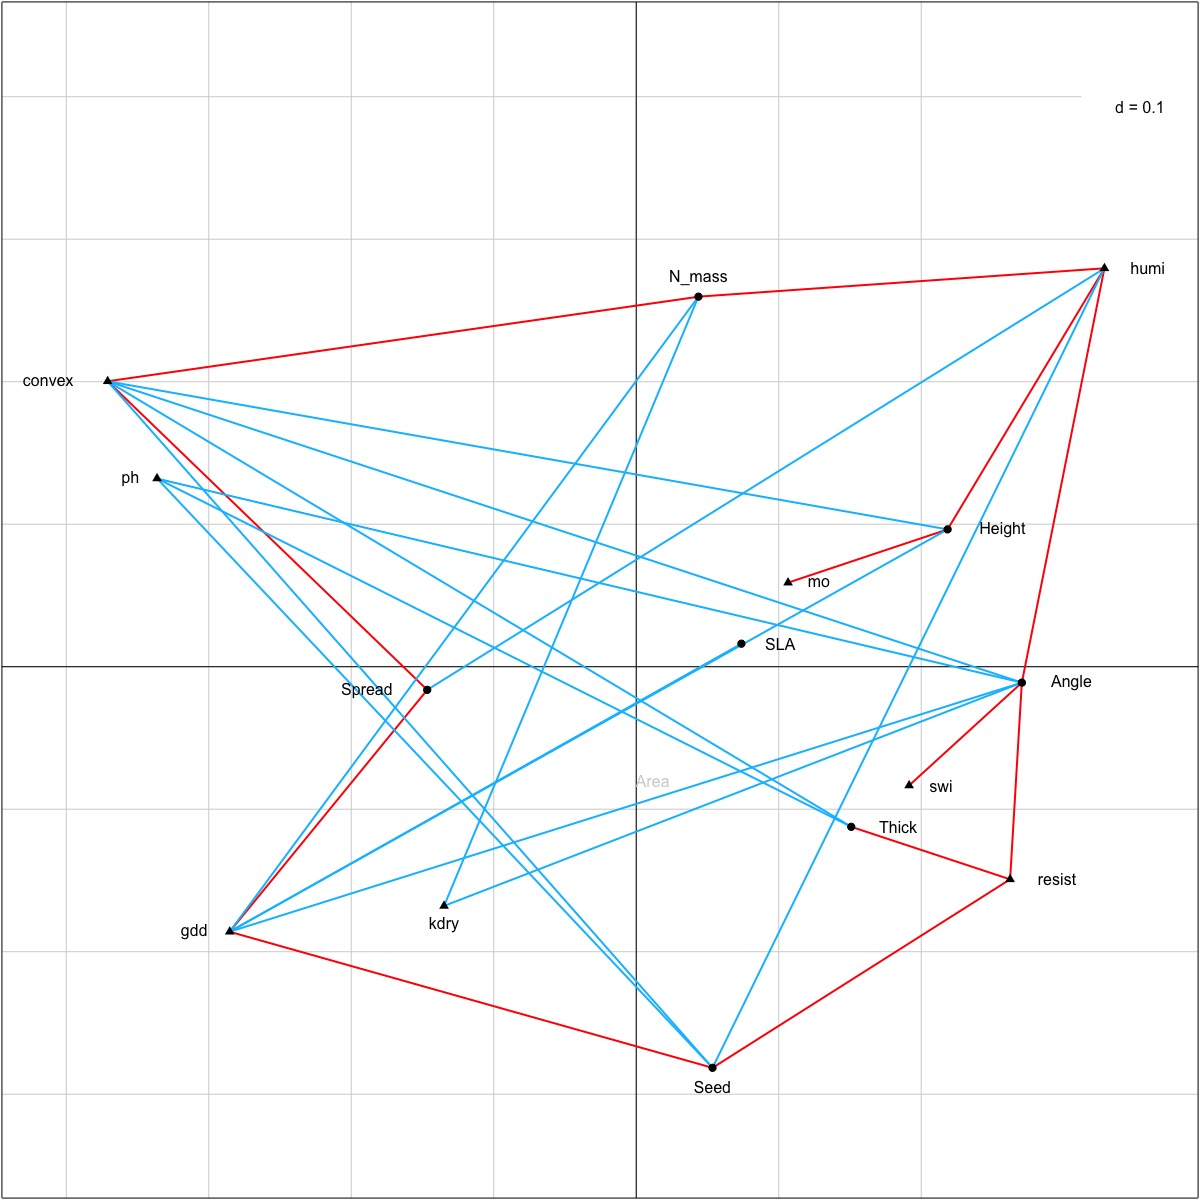 d = 0.1
humi
N_mass
convex
ph
Height
mo
SLA
Angle
Spread
Area
swi
Thick
resist
kdry
gdd
Seed